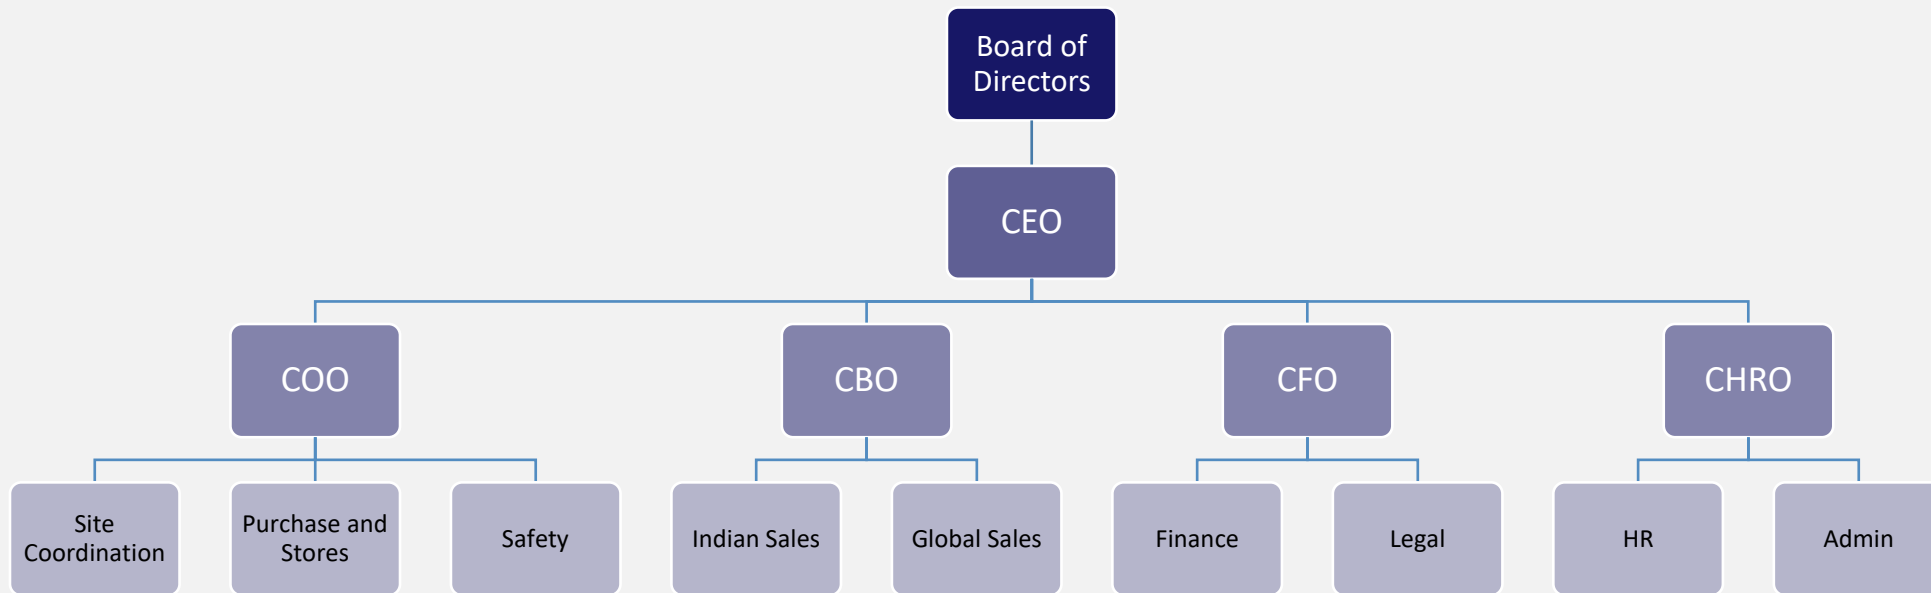 Board of
Directors
CEO
COO
CBO
CFO
CHRO
Site
Coordination
Purchase and
Stores
Safety
Indian Sales
Global Sales
Finance
Legal
HR
Admin